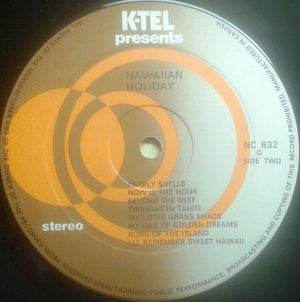 K-TEL
presents
HAWAIIAN
HOLIDAY
NC 632
SIDE TWO
PEARLY SHELLS
NOW IS THE HOUR
BEYOND THE REEF
TWILIGHT IN TAHITI
MY LITTLE GRASS SHACK
MY ISLE OF GOLDEN DREAMS
SONG OF THE ISLAND
I'LL REMEMBER SWEET HAWAII
stereo
ALL RIGHTS OF THE MANUFACTURER AND OF THE OWNER OF THE RECORDED WORK RESERVED UNAUTHORISED PUBLIC PERFORMANCE, BROADCASTING AND COPYING OF THIS RECORD PROHIBITED. MANUFACTURED IN CANADA